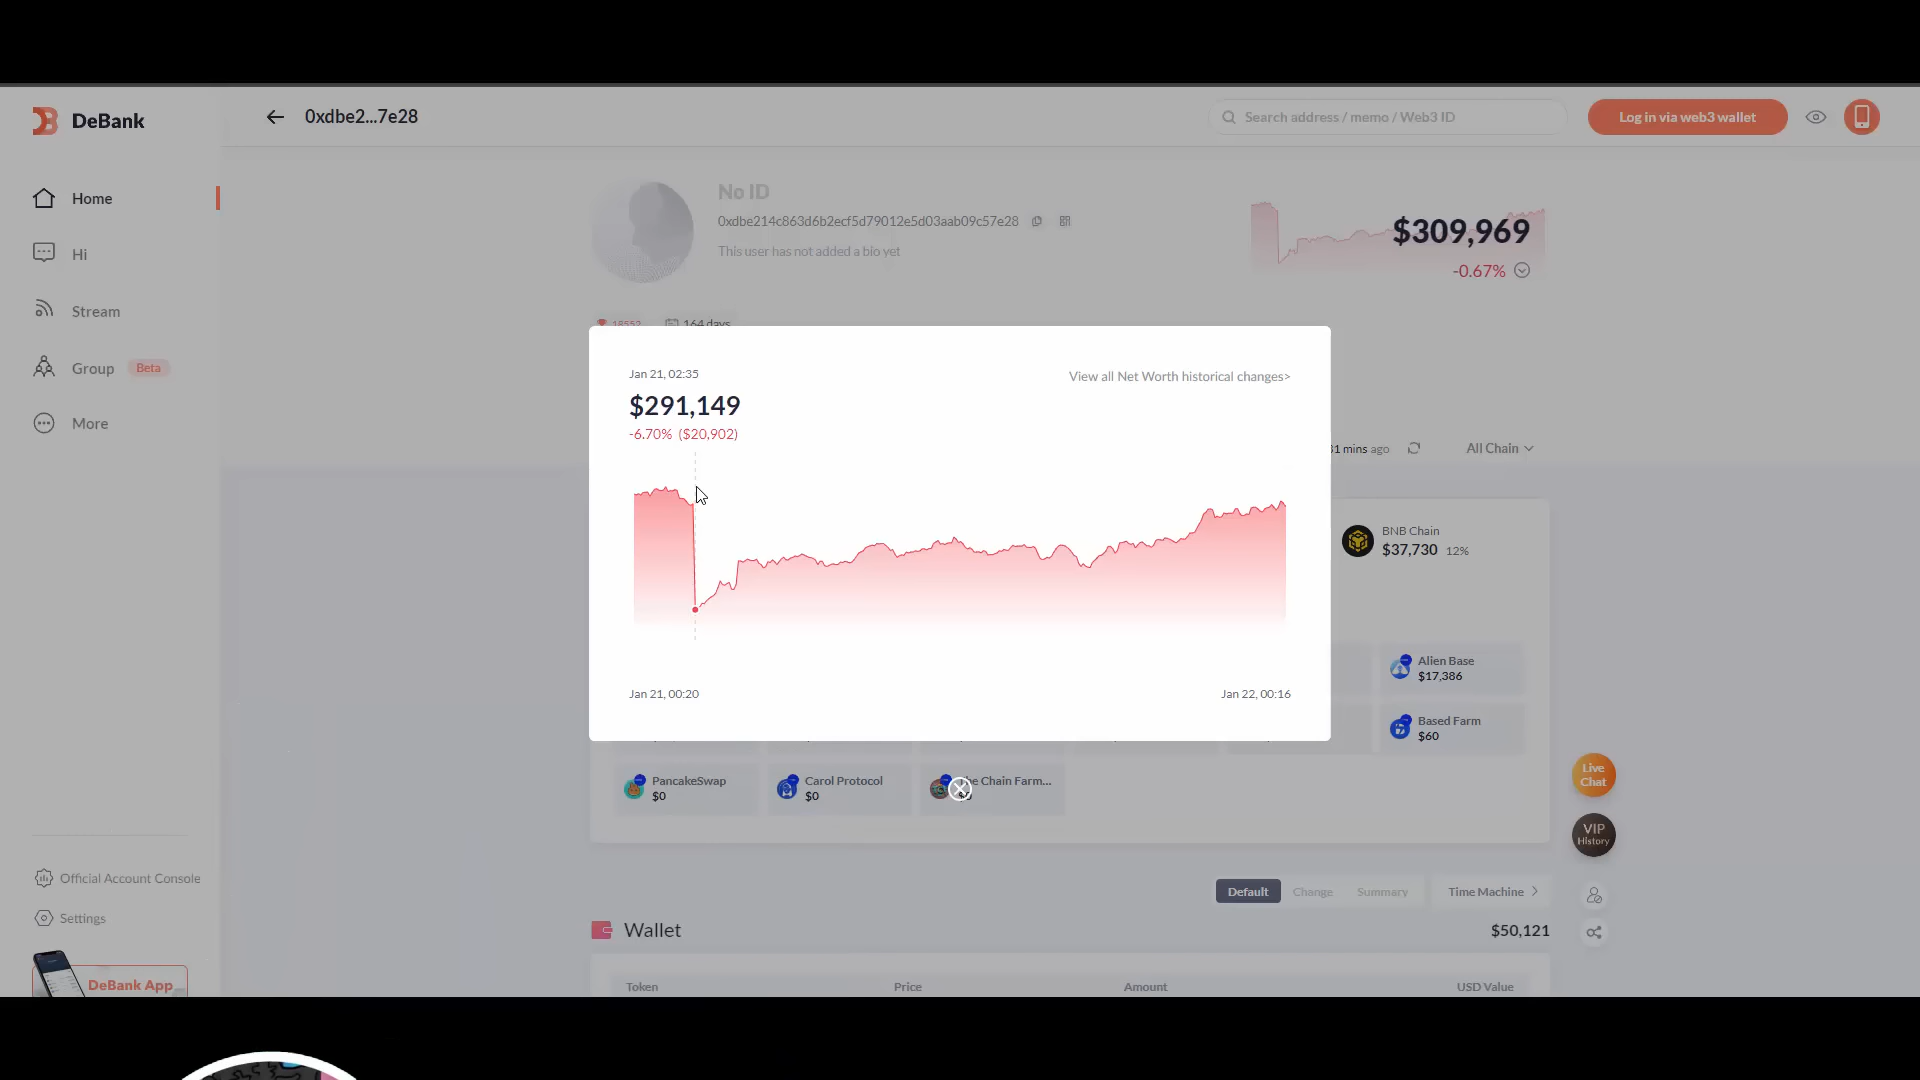 DeBank
0xdbe2...7e28
Search address / memo / Web3 ID
Log in via web3 wallet
Home
Hi
Stream
Group Beta
More
Official Account Console
Settings
DeBank App
No ID
0xdbe214c863d6b2ecf5d79012e5d03aab09c57e28
This user has not added a bio yet
$309,969
-0.67%
18552
164 days
Jan 21, 02:35
View all Net Worth historical changes>
$291,149
-6.70% ($20,902)
Jan 21, 00:20
Jan 22, 00:16
31 mins ago
All Chain
BNB Chain
$37,730 12%
Alien Base
$17,386
Based Farm
$60
PancakeSwap
$0
Carol Protocol
$0
Chain Farm...
Live
Chat
VIP
History
Default
Change
Summary
Time Machine
Wallet
$50,121
Token
Price
Amount
USD Value